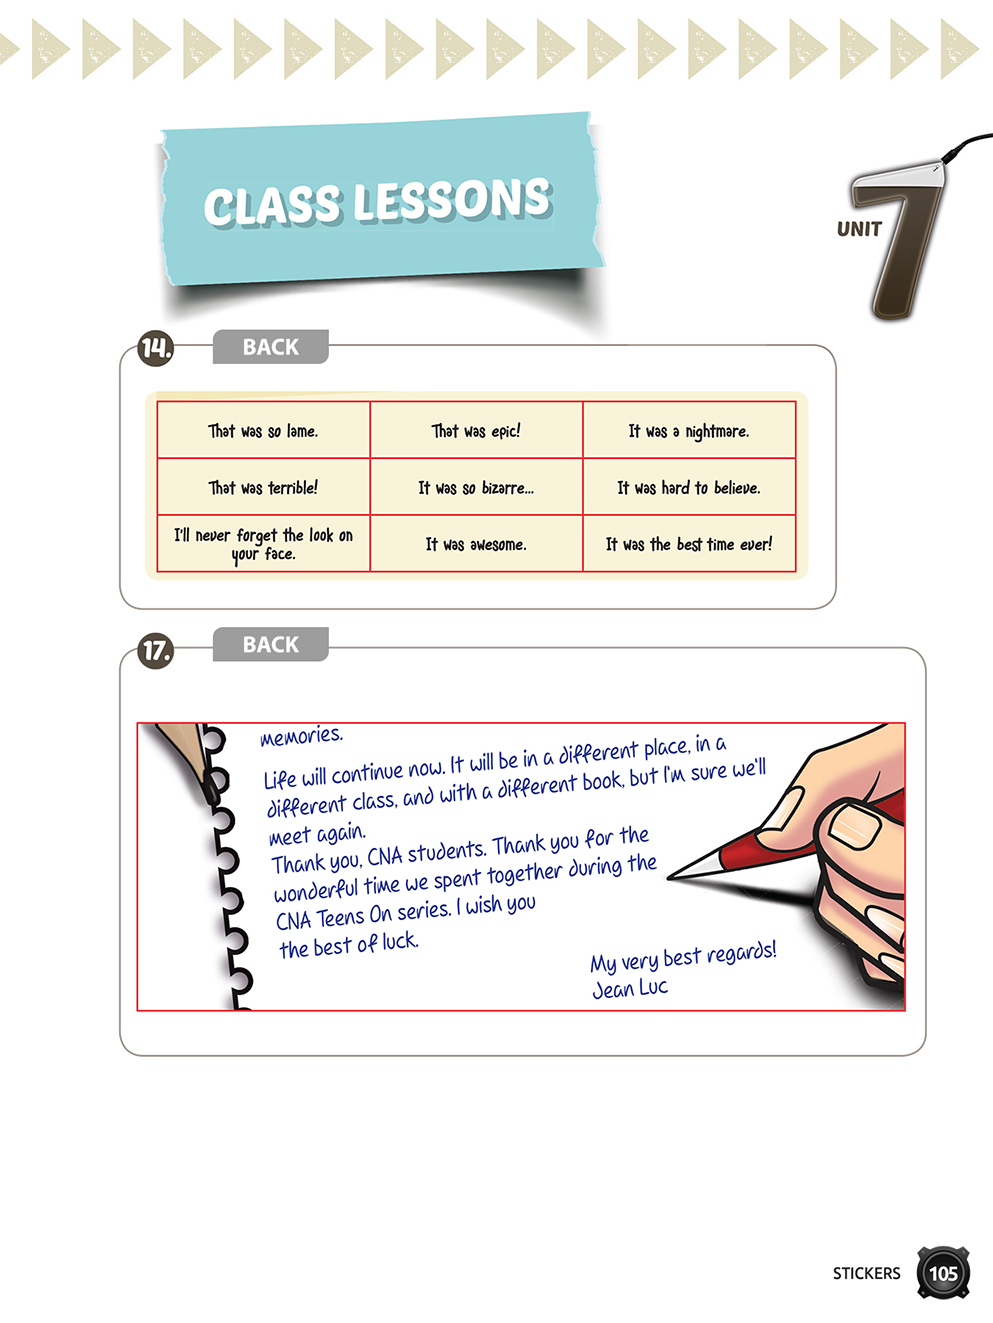 CLASS LESSONS
UNIT 7
14. BACK
That was so lame.
That was epic!
It was a nightmare.
That was terrible!
It was so bizarre...
It was hard to believe.
I'll never forget the look on
your face.
It was awesome.
It was the best time ever!
17. BACK
memories.
Life will continue now. It will be in a different place, in a
different class, and with a different book, but I'm sure we'll
meet again.
Thank you, CNA students. Thank you for the
wonderful time we spent together during the
CNA Teens On series. I wish you
the best of luck.
My very best regards!
Jean Luc
STICKERS 105